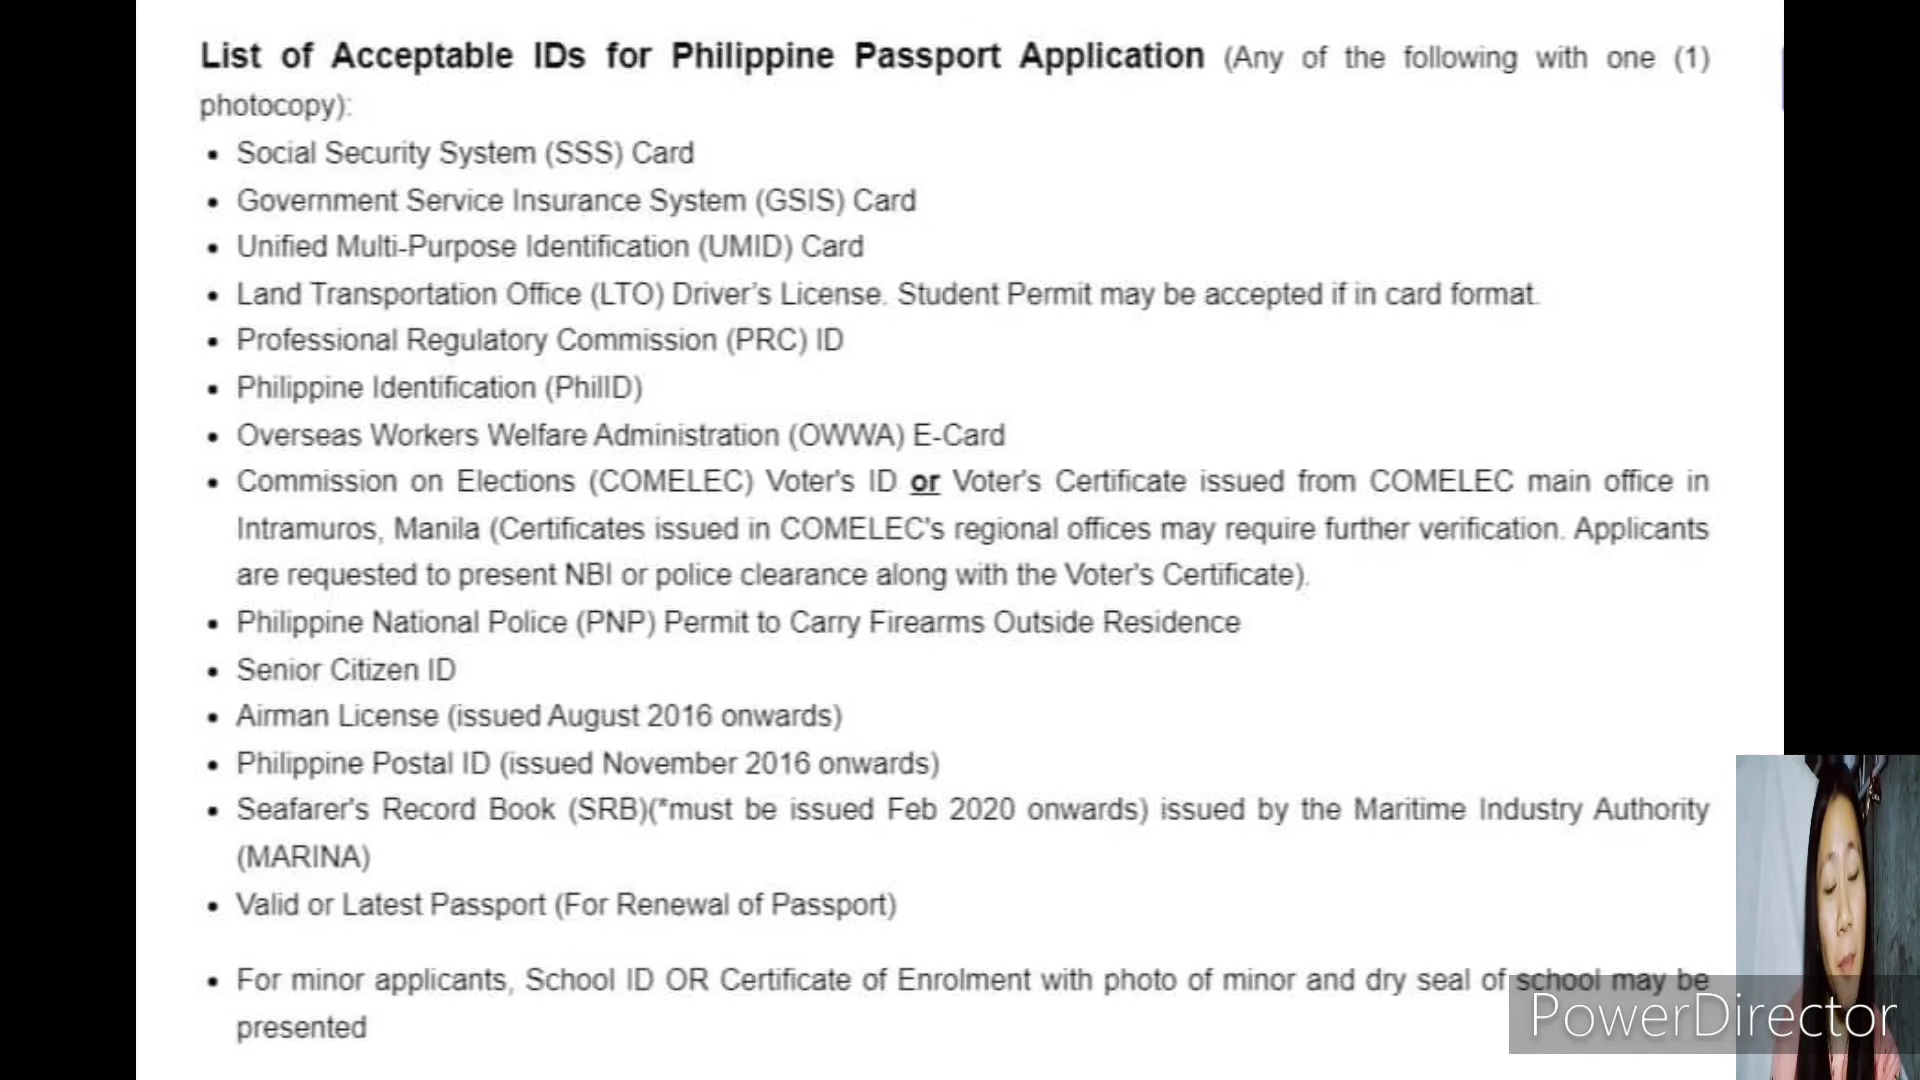 List of Acceptable IDs for Philippine Passport Application (Any of the following with one (1)
photocopy):
• Social Security System (SSS) Card
• Government Service Insurance System (GSIS) Card
• Unified Multi-Purpose Identification (UMID) Card
• Land Transportation Office (LTO) Driver's License. Student Permit may be accepted if in card format.
• Professional Regulatory Commission (PRC) ID
• Philippine Identification (PhilID)
• Overseas Workers Welfare Administration (OWWA) E-Card
• Commission on Elections (COMELEC) Voter's ID or Voter's Certificate issued from COMELEC main office in
Intramuros, Manila (Certificates issued in COMELEC's regional offices may require further verification. Applicants
are requested to present NBI or police clearance along with the Voter's Certificate).
• Philippine National Police (PNP) Permit to Carry Firearms Outside Residence
• Senior Citizen ID
• Airman License (issued August 2016 onwards)
• Philippine Postal ID (issued November 2016 onwards)
• Seafarer's Record Book (SRB)(*must be issued Feb 2020 onwards) issued by the Maritime Industry Authority
(MARINA)
• Valid or Latest Passport (For Renewal of Passport)
• For minor applicants, School ID OR Certificate of Enrolment with photo of minor and dry seal of school may be
presented
PowerDirector